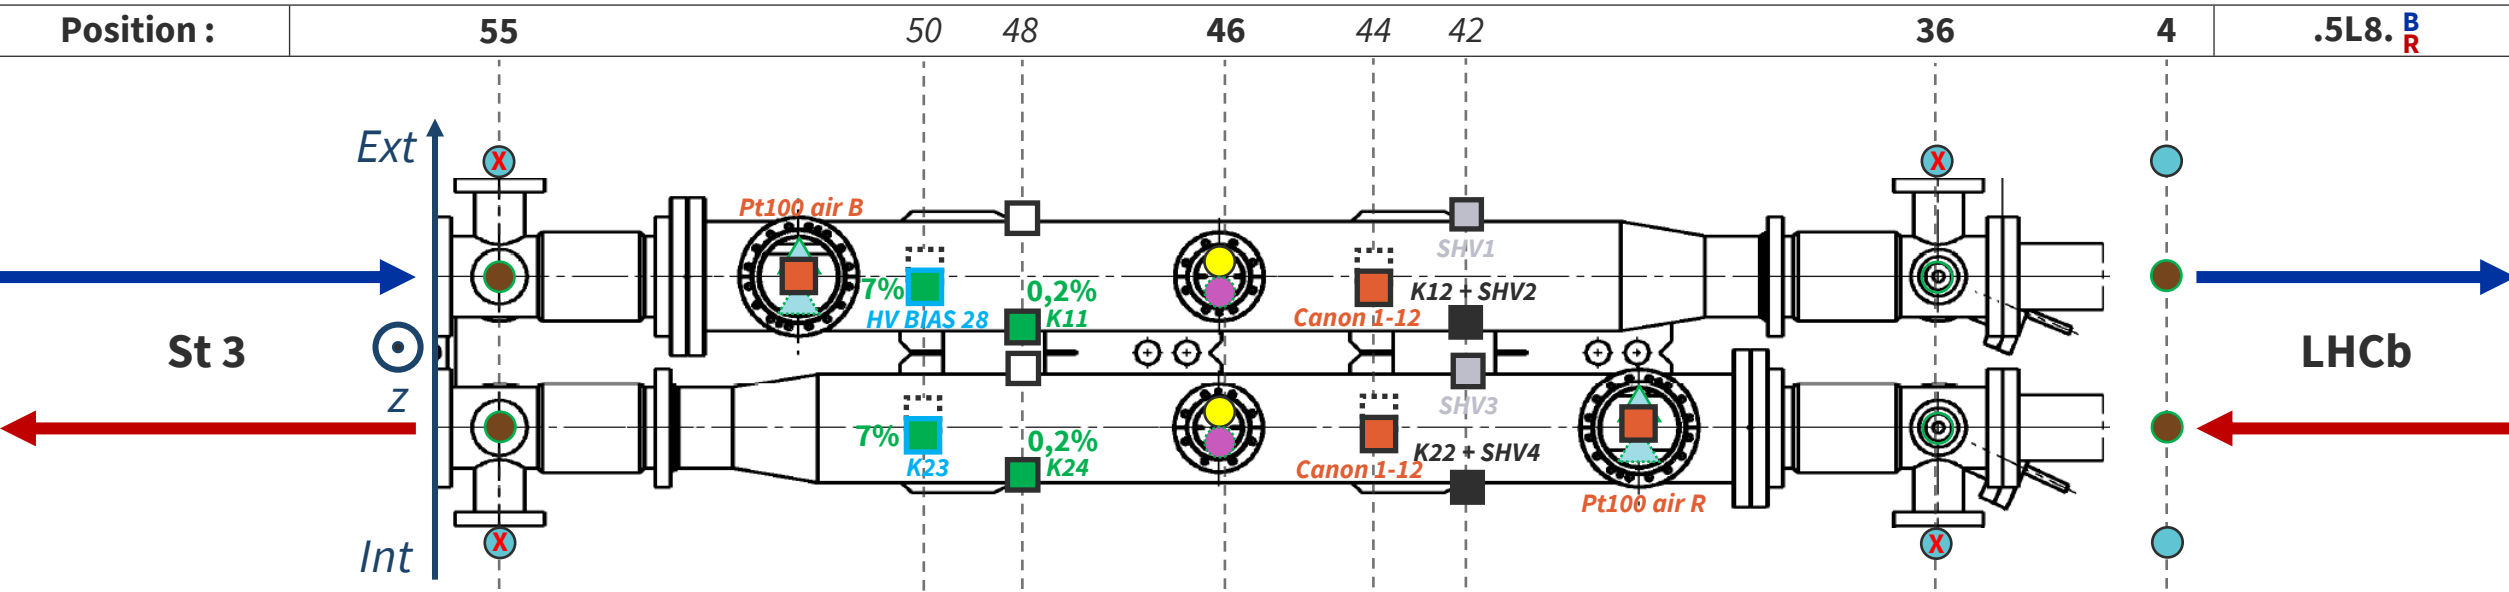 Position : 55 50 48 46 44 42 36 4 .5L8. B R
Ext
X X
Pt100 air B
SHV1
7% 0,2% K12 + SHV2
HV BIAS 28 K11 Canon 1-12
St 3 LHCb
z
SHV3
7% 0,2% K22 + SHV4
K23 K24 Canon 1-12
Pt100 air R
Int
X X